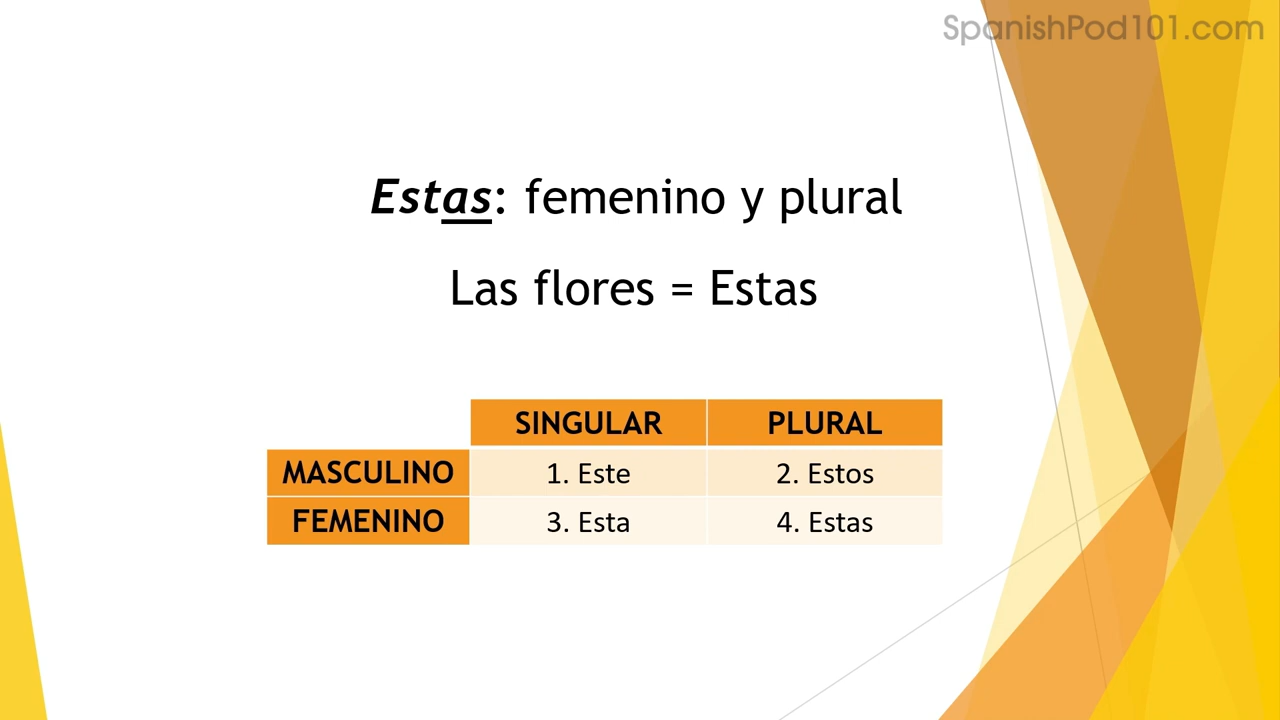 SpanishPod101.com
Estas: femenino y plural
Las flores = Estas
SINGULAR PLURAL
MASCULINO 1. Este 2. Estos
FEMENINO 3. Esta 4. Estas